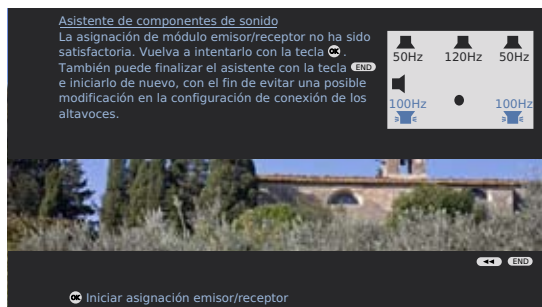 Asistente de componentes de sonido
La asignación de módulo emisor/receptor no ha sido
satisfactoria. Vuelva a intentarlo con la tecla OK .
También puede finalizar el asistente con la tecla END
e iniciarlo de nuevo, con el fin de evitar una posible
modificación en la configuración de conexión de los
altavoces.
50Hz 120Hz 50Hz
100Hz 100Hz
END
OK Iniciar asignación emisor/receptor